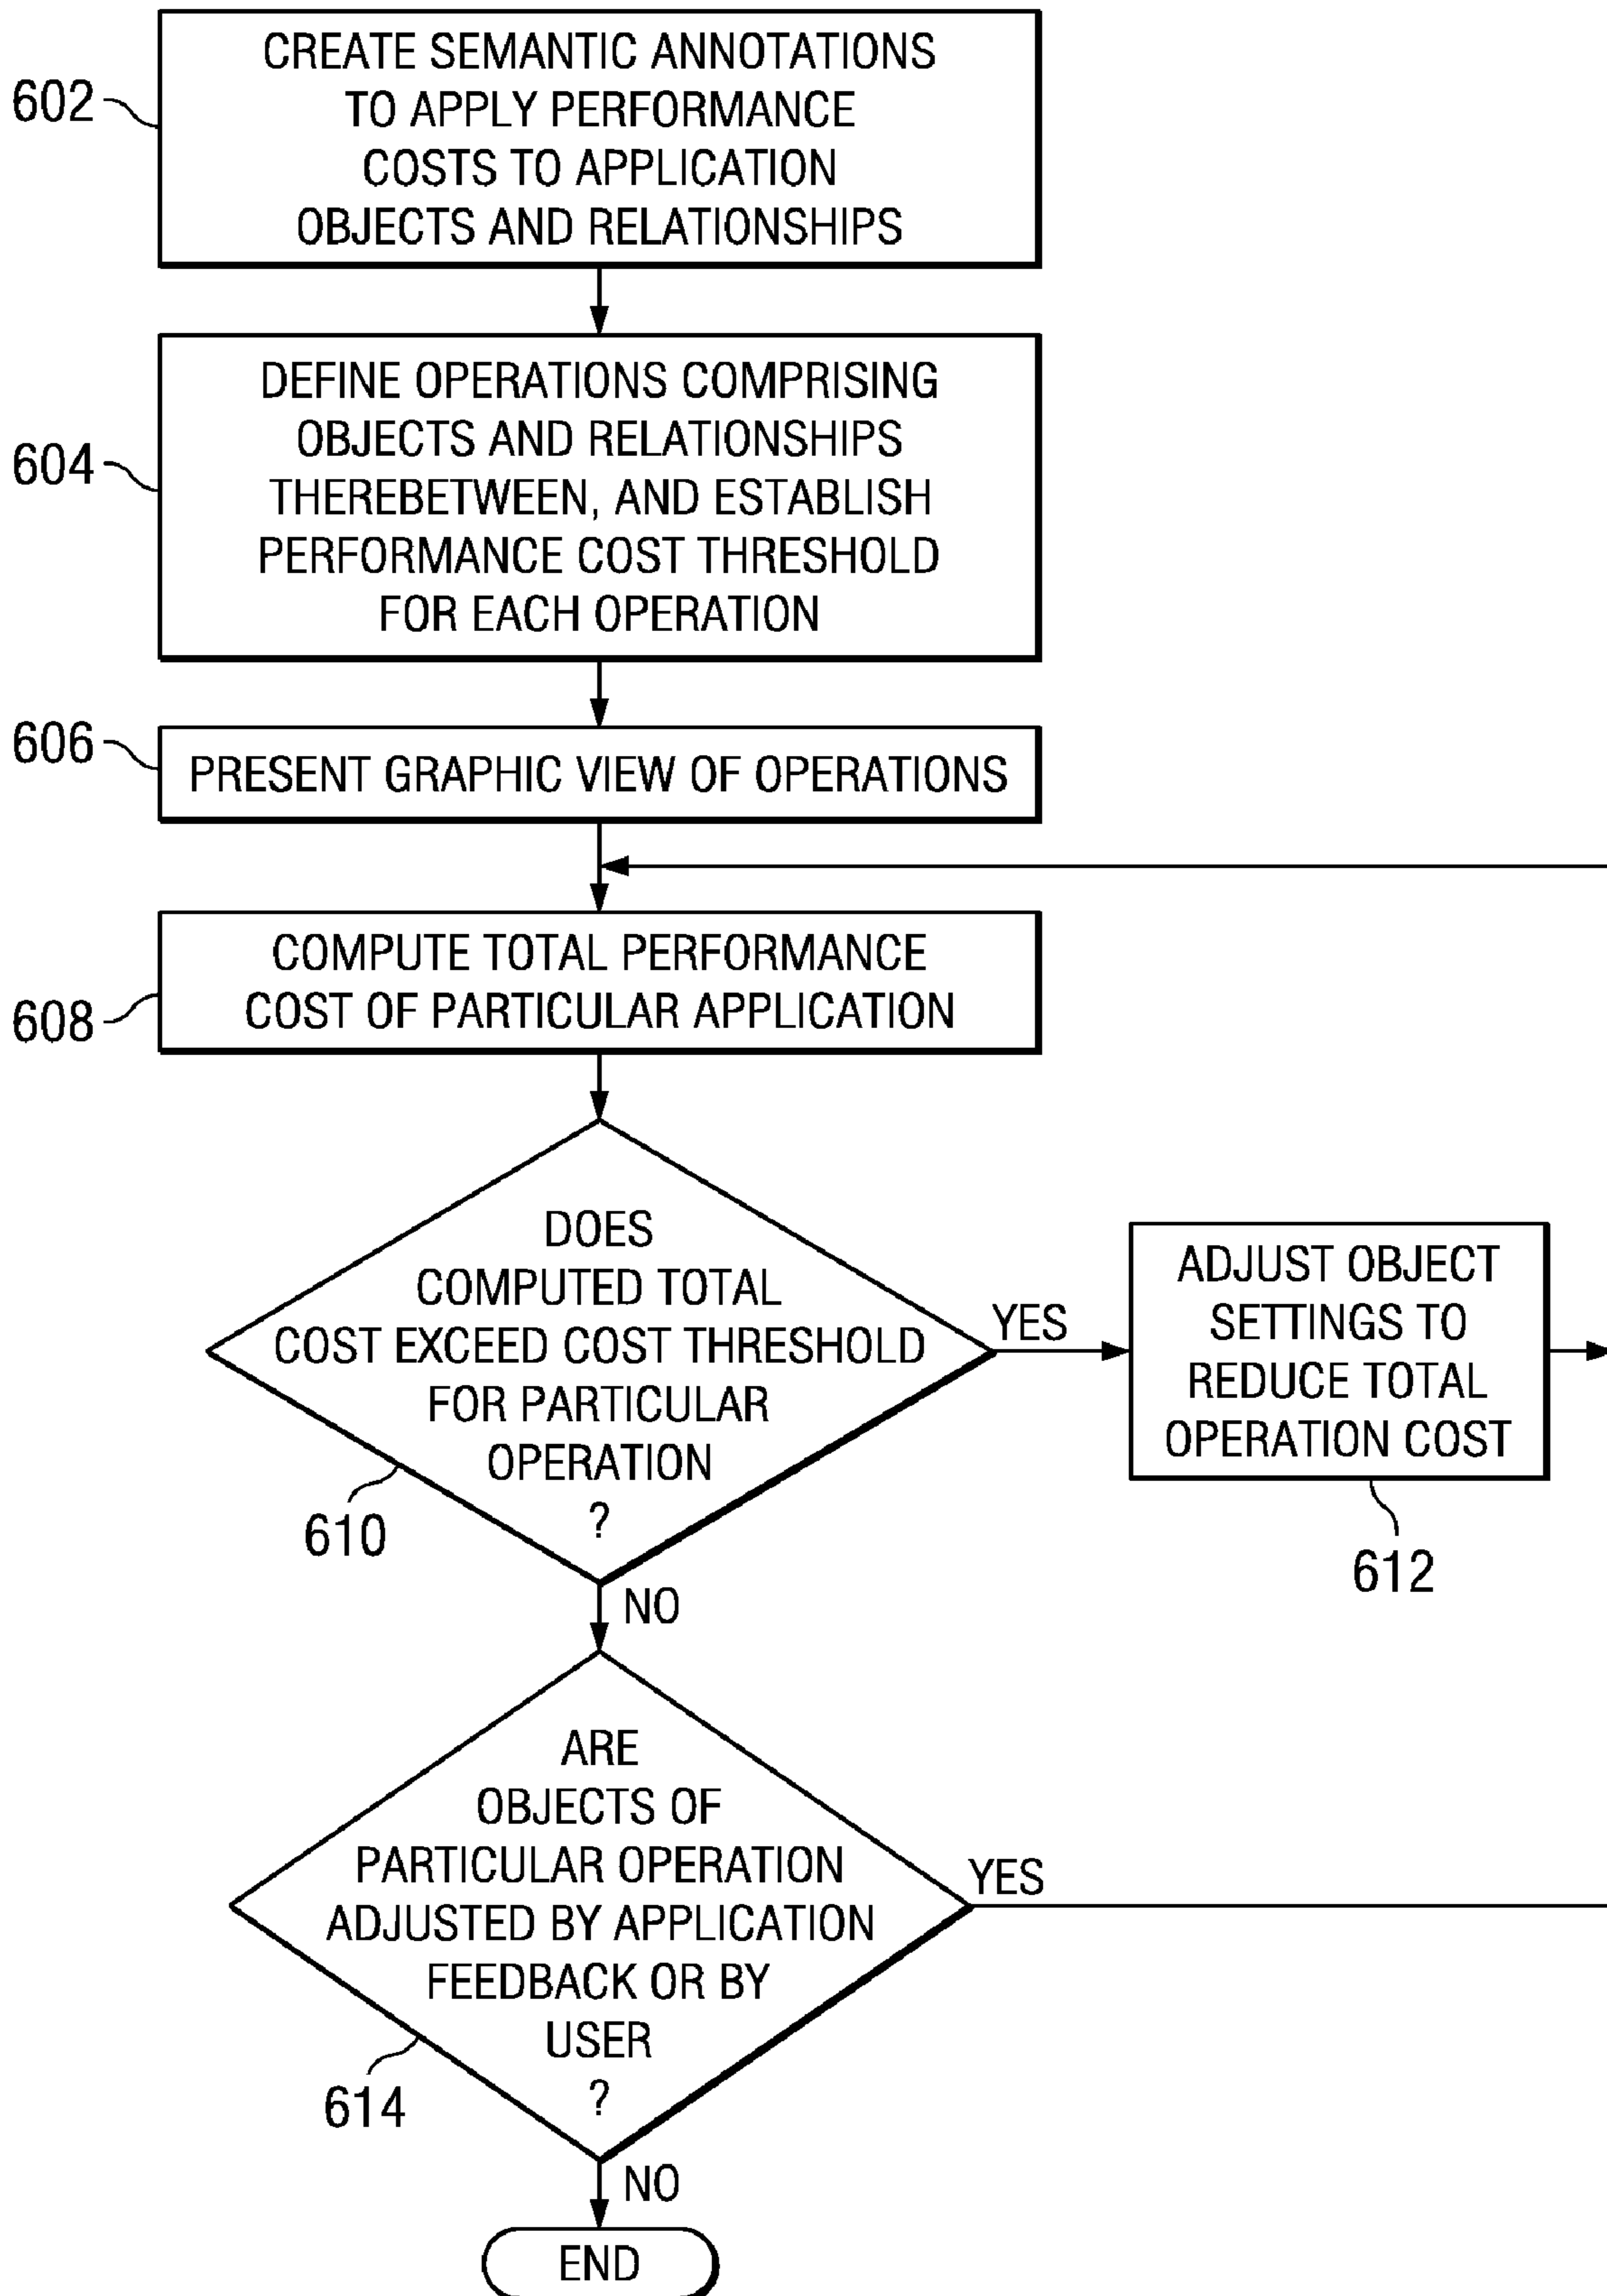 602
CREATE SEMANTIC ANNOTATIONS
TO APPLY PERFORMANCE
COSTS TO APPLICATION
OBJECTS AND RELATIONSHIPS
604
DEFINE OPERATIONS COMPRISING
OBJECTS AND RELATIONSHIPS
THEREBETWEEN, AND ESTABLISH
PERFORMANCE COST THRESHOLD
FOR EACH OPERATION
606
PRESENT GRAPHIC VIEW OF OPERATIONS
608
COMPUTE TOTAL PERFORMANCE
COST OF PARTICULAR APPLICATION
DOES
COMPUTED TOTAL
COST EXCEED COST THRESHOLD
FOR PARTICULAR
OPERATION
?
610
YES
ADJUST OBJECT
SETTINGS TO
REDUCE TOTAL
OPERATION COST
612
NO
ARE
OBJECTS OF
PARTICULAR OPERATION
ADJUSTED BY APPLICATION
FEEDBACK OR BY
USER
?
614
YES
NO
END